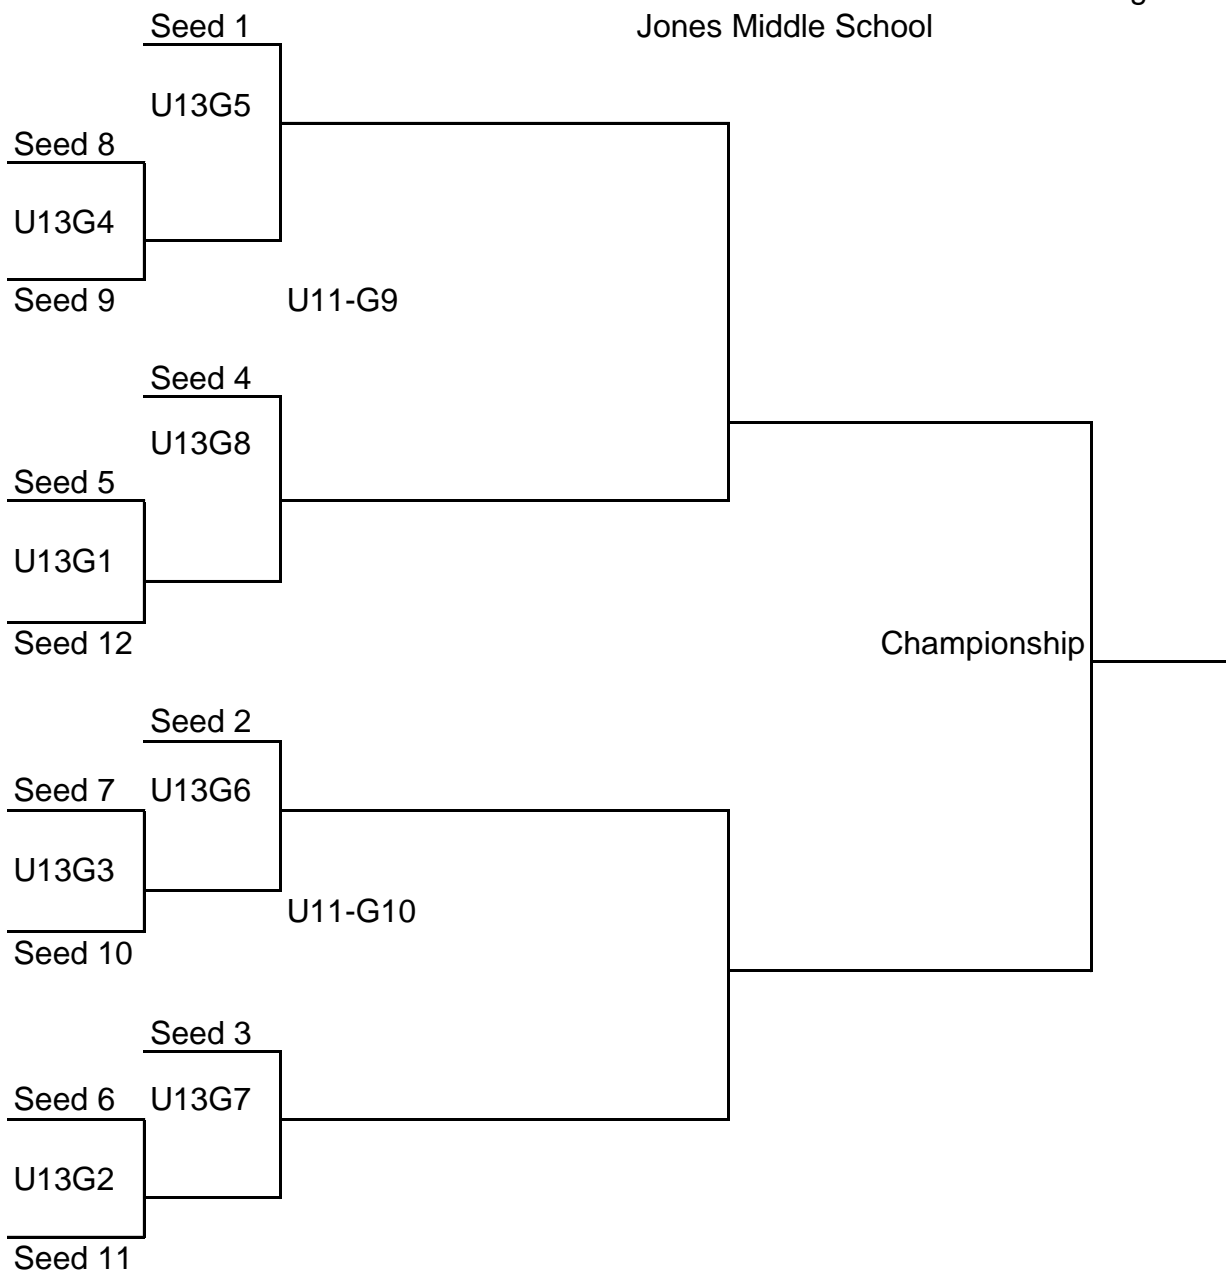 Seed 1
Jones Middle School
U13G5
Seed 8
U13G4
Seed 9
U11-G9
Seed 4
U13G8
Seed 5
U13G1
Seed 12
Championship
Seed 2
Seed 7
U13G6
U13G3
U11-G10
Seed 10
Seed 3
Seed 6
U13G7
U13G2
Seed 11